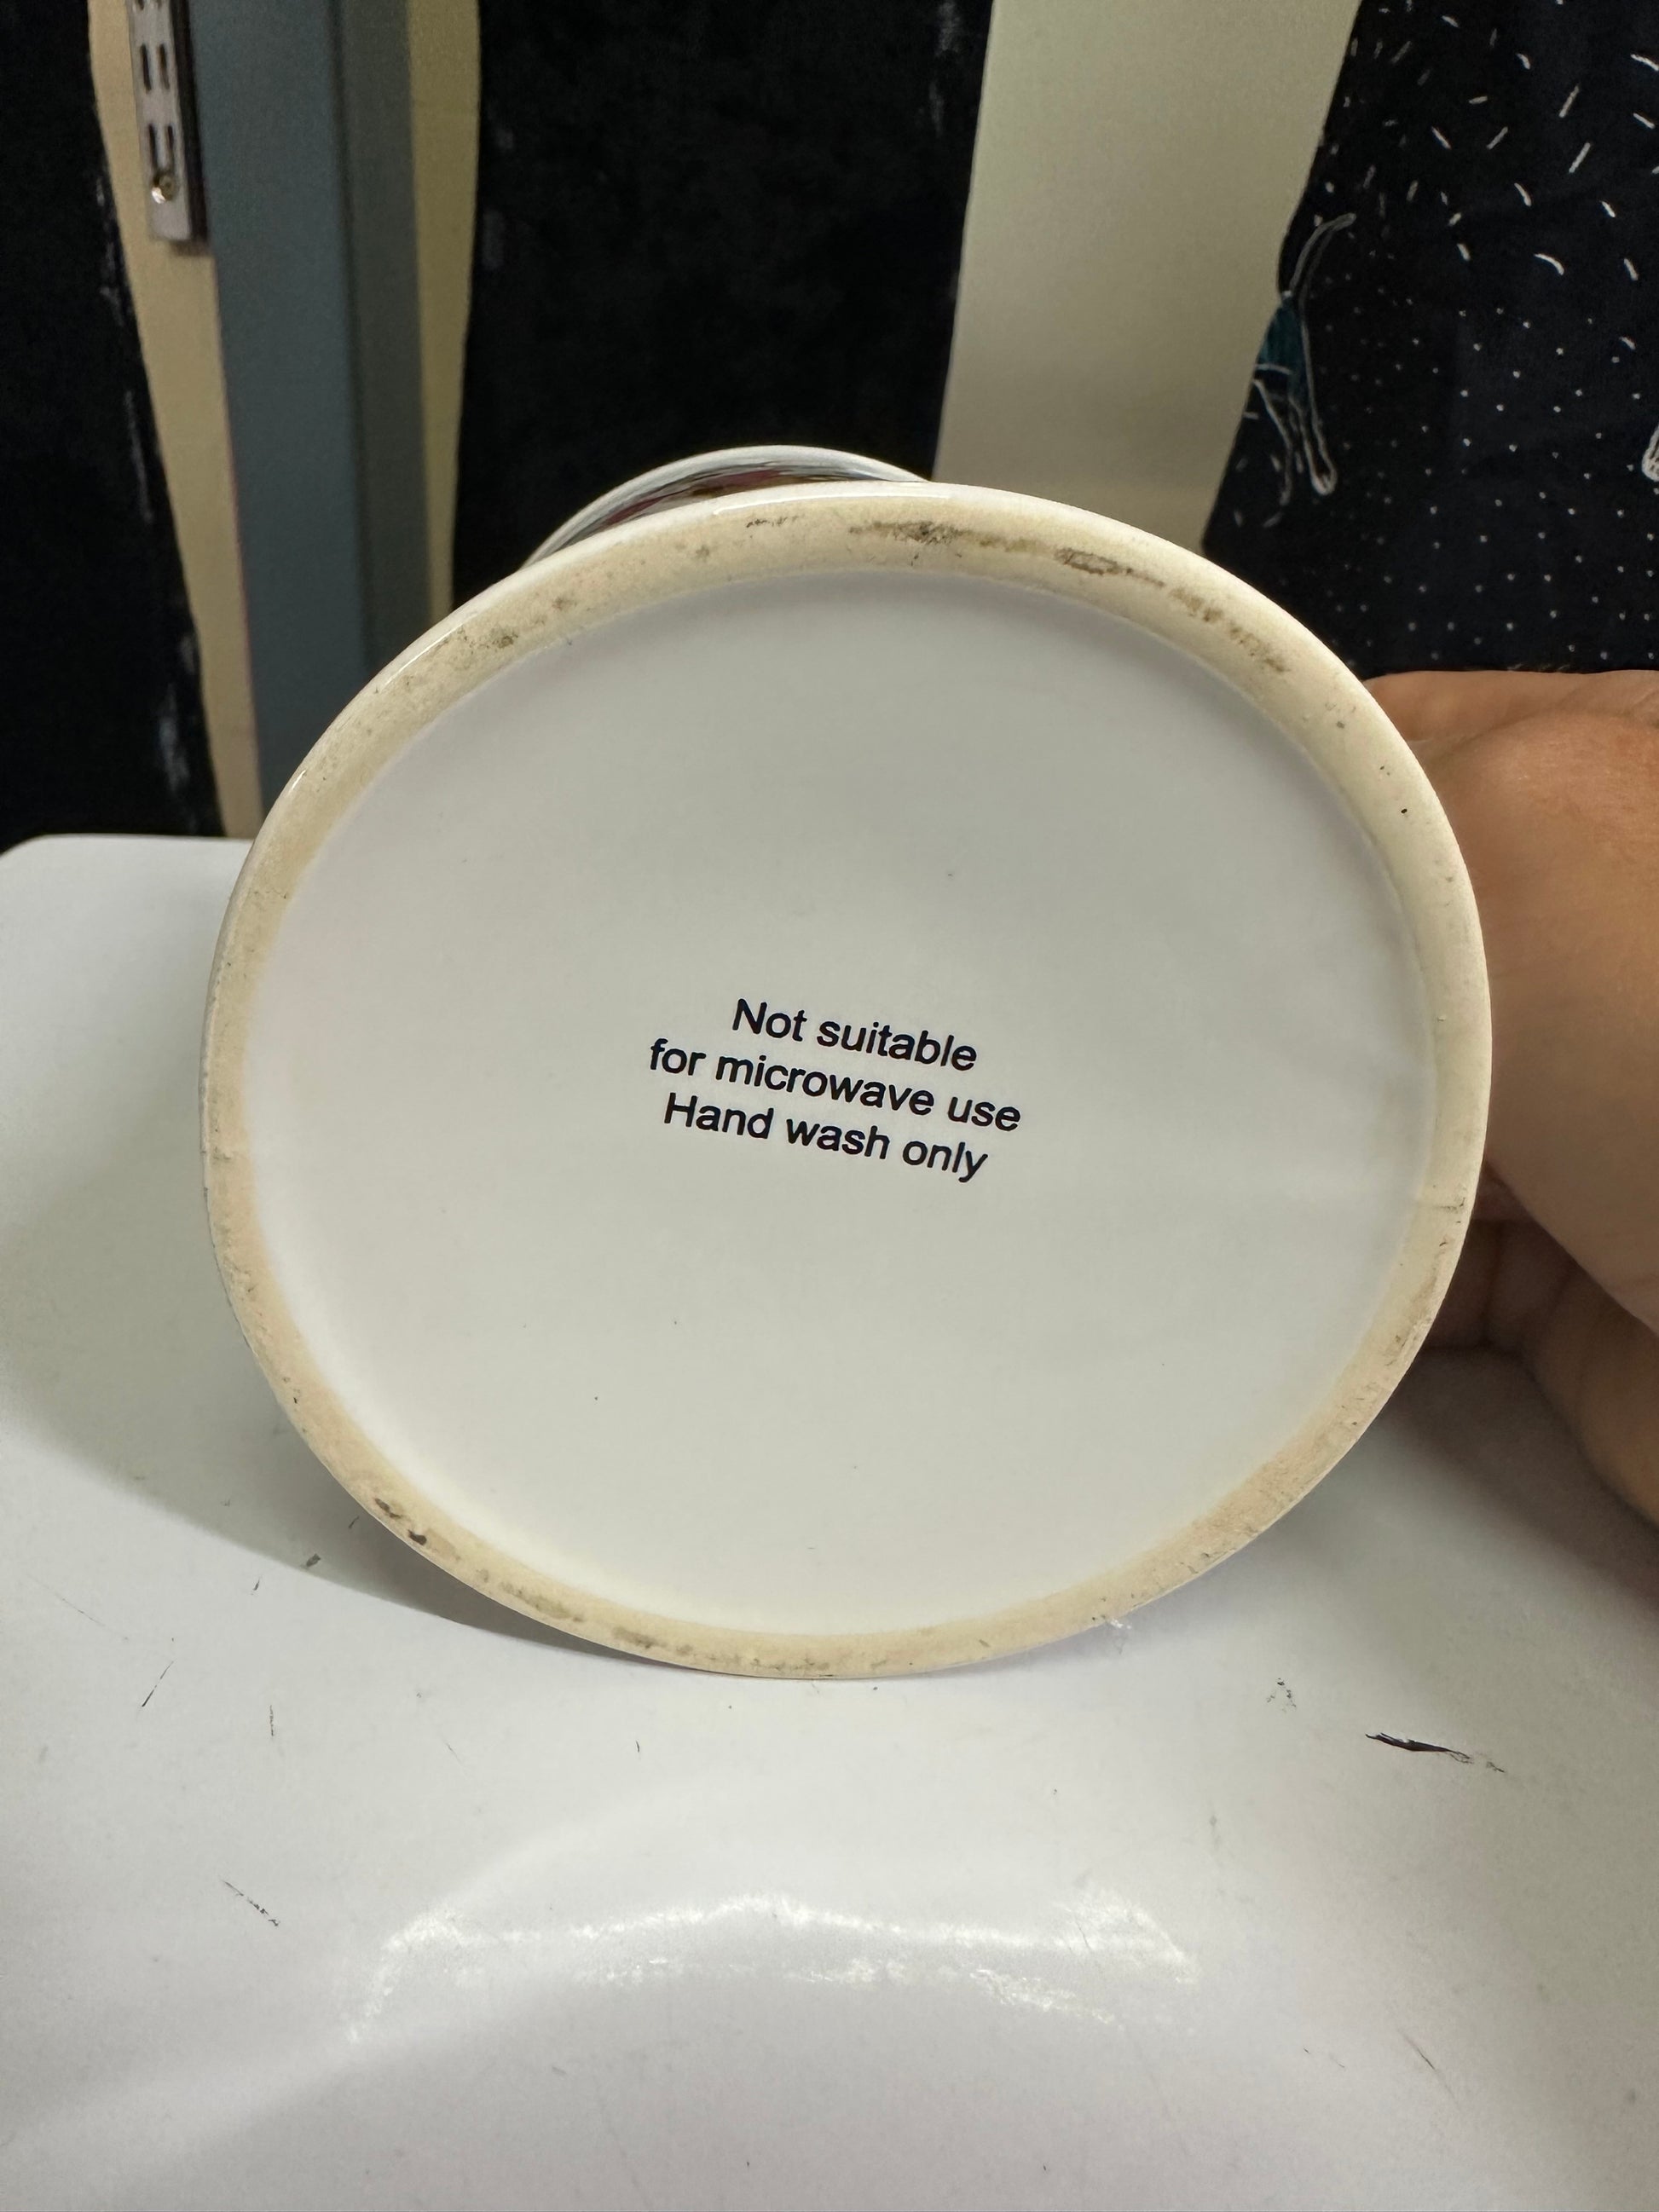 Not suitable
for microwave use
Hand wash only